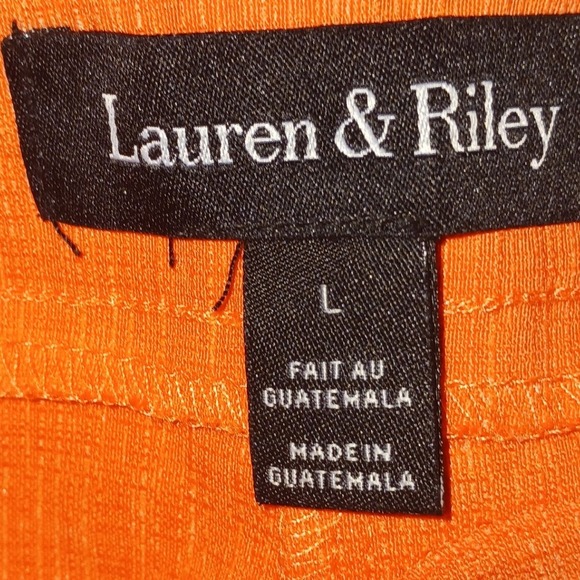 Lauren & Riley
L
FAIT AU
GUATEMALA
MADE IN
GUATEMALA